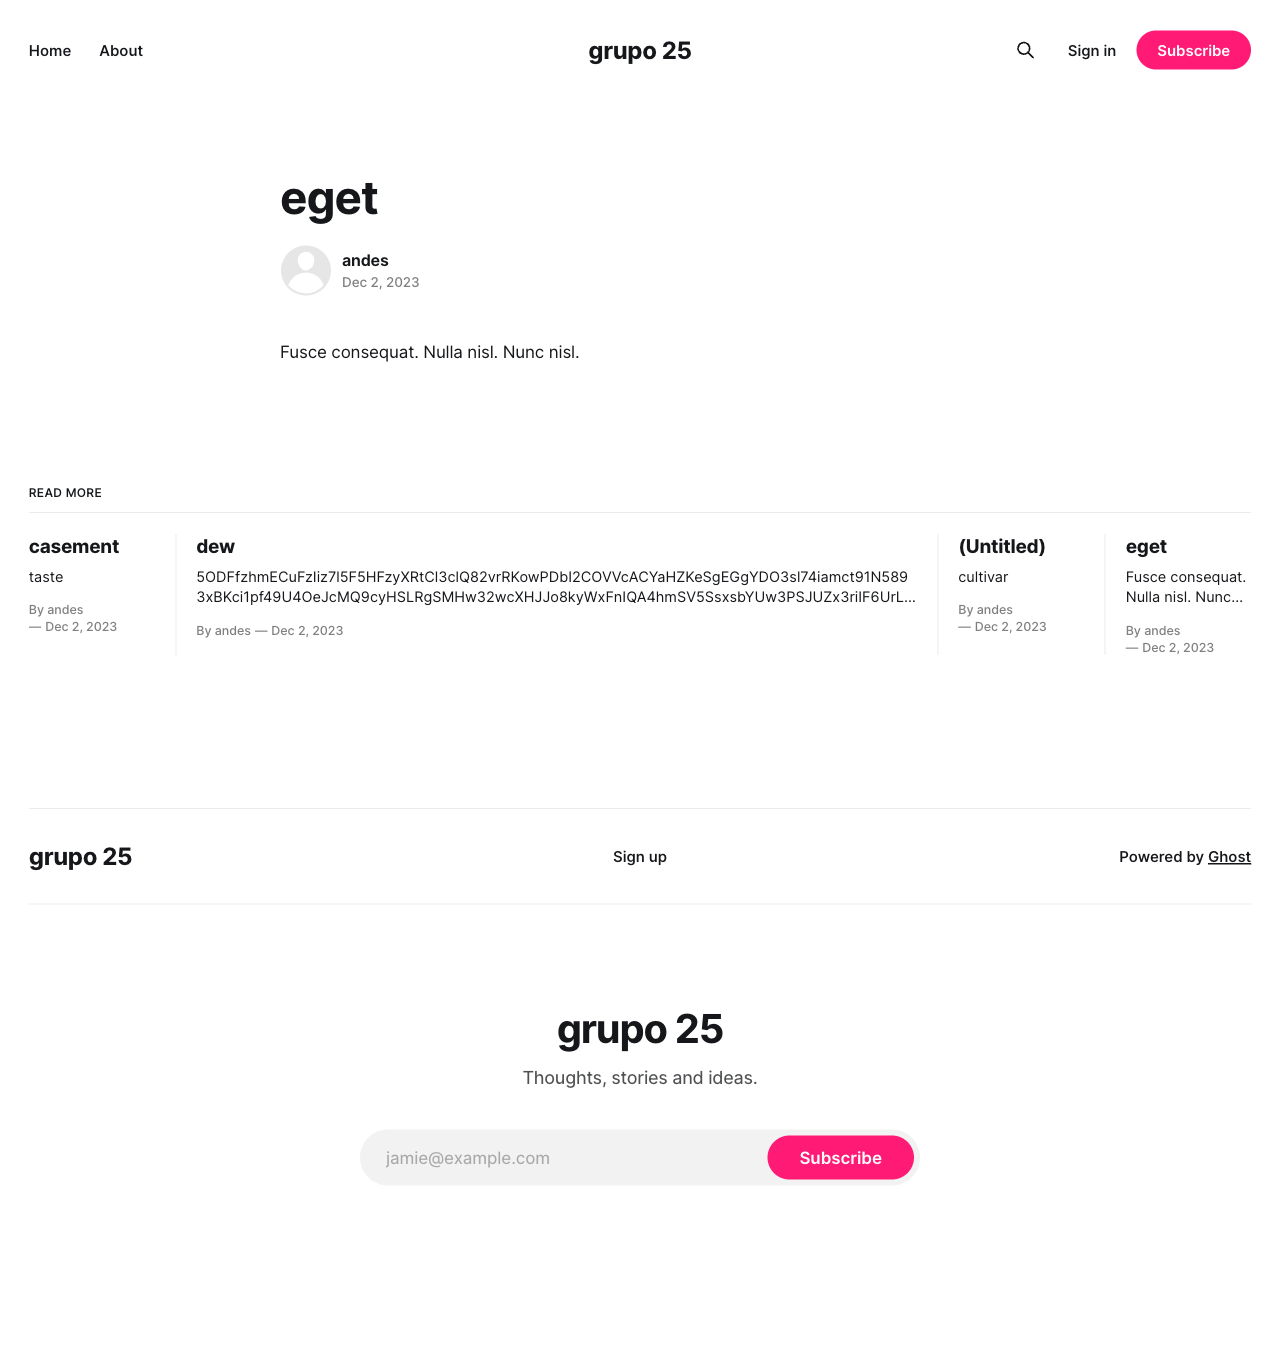 Home About grupo 25 Sign in Subscribe
eget
andes
Dec 2, 2023
Fusce consequat. Nulla nisl. Nunc nisl.
READ MORE
casement
taste
By andes
— Dec 2, 2023
dew
5ODFfzhmECuFzliz7l5F5HFzyXRtCl3clQ82vrRKowPDbI2COVVcACYaHZKeSgEGgYDO3sl74iamct91N589
3xBKci1pf49U4OeJcMQ9cyHSLRgSMHw32wcXHJJo8kyWxFnIQA4hmSV5SsxsbYUw3PSJUZx3riIF6UrL...
By andes — Dec 2, 2023
(Untitled)
cultivar
By andes
— Dec 2, 2023
eget
Fusce consequat.
Nulla nisl. Nunc...
By andes
— Dec 2, 2023
grupo 25 Sign up Powered by Ghost
grupo 25
Thoughts, stories and ideas.
jamie@example.com Subscribe